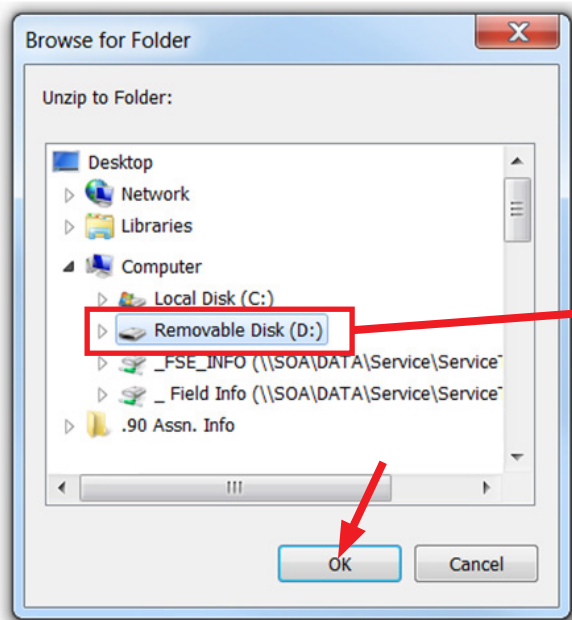 Browse for Folder
Unzip to Folder:
Desktop
Network
Libraries
Computer
Local Disk (C:)
Removable Disk (D:)
_FSE_INFO (\\SOA\DATA\Service\Service
_ Field Info (\\SOA\DATA\Service\Service
.90 Assn. Info
OK
Cancel